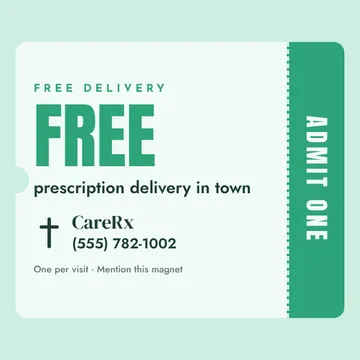 FREE DELIVERY
FREE
prescription delivery in town
CareRx
(555) 782-1002
One per visit · Mention this magnet
ADMIT ONE